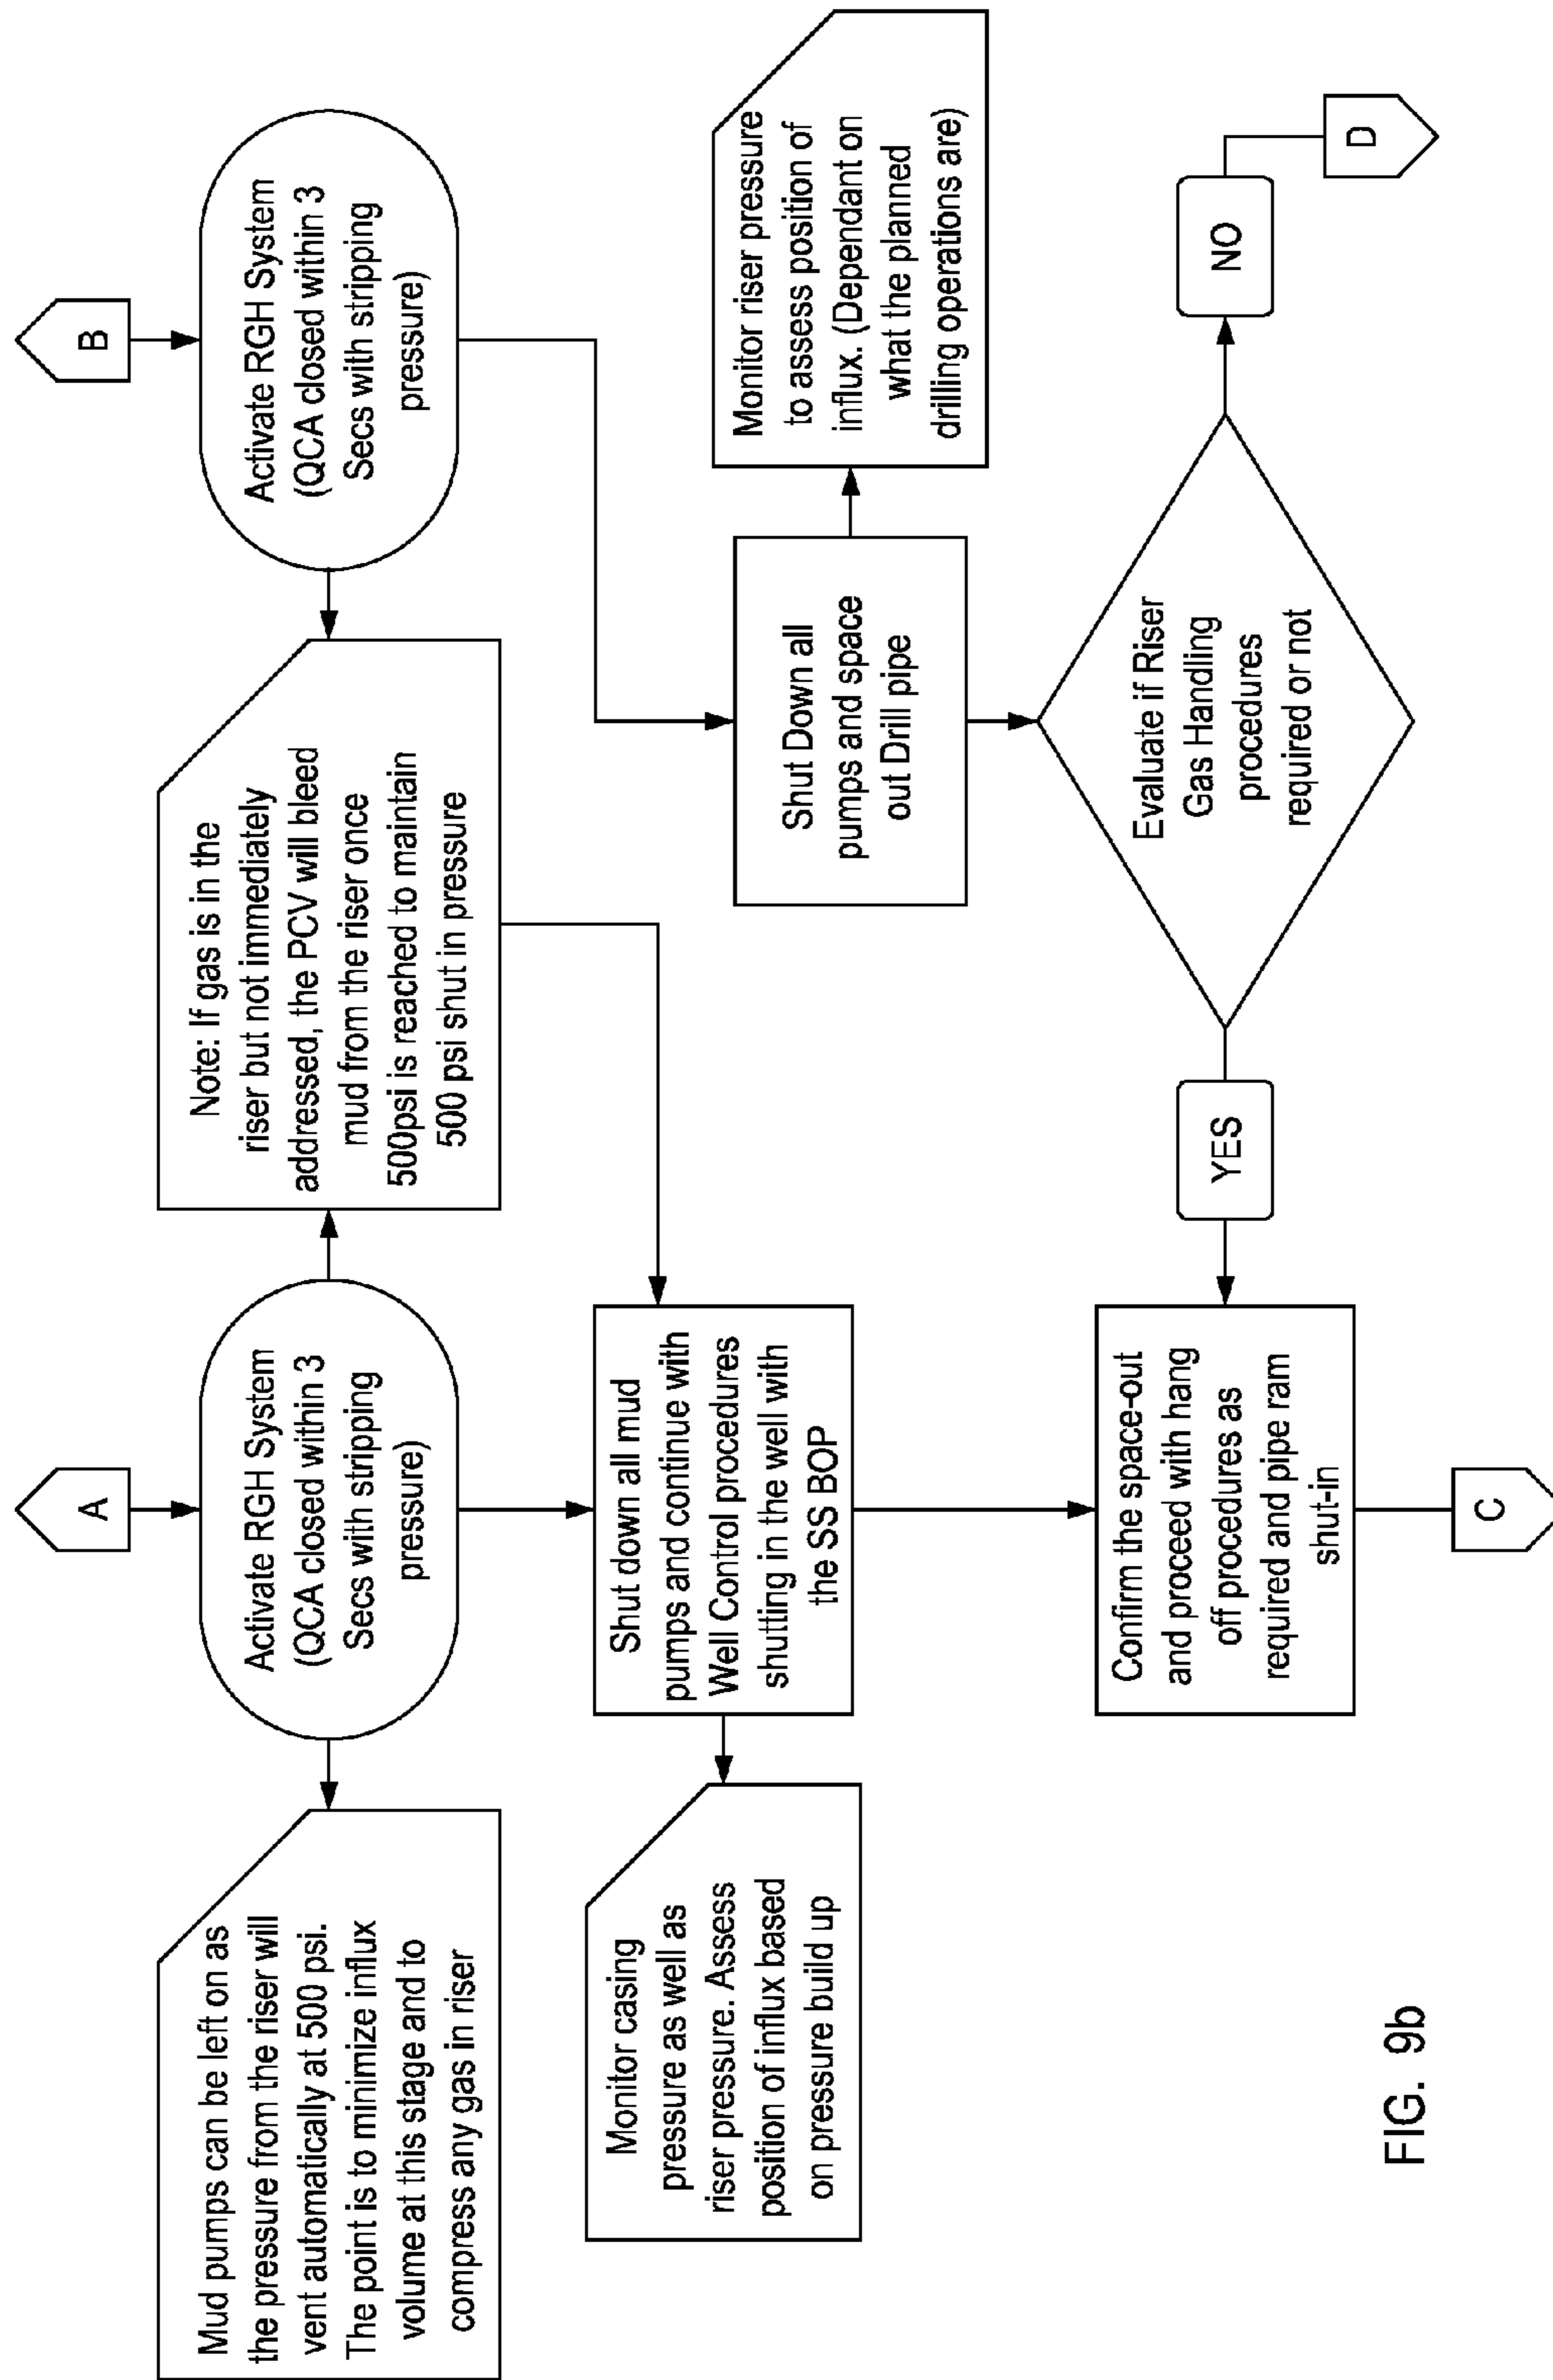 A
B
Mud pumps can be left on as
the pressure from the riser will
vent automatically at 500 psi.
The point is to minimize influx
volume at this stage and to
compress any gas in riser
Activate RGH System
(QCA closed within 3
Secs with stripping
pressure)
Note: If gas is in the
riser but not immediately
addressed, the PCV will bleed
mud from the riser once
500psi is reached to maintain
500 psi shut in pressure
Activate RGH System
(QCA closed within 3
Secs with stripping
pressure)
Monitor casing
pressure as well as
riser pressure. Assess
position of influx based
on pressure build up
Shut down all mud
pumps and continue with
Well Control procedures
shutting in the well with
the SS BOP
Shut Down all
pumps and space
out Drill pipe
Monitor riser pressure
to assess position of
influx. (Dependant on
what the planned
drilling operations are)
Confirm the space-out
and proceed with hang
off procedures as
required and pipe ram
shut-in
YES
Evaluate if Riser
Gas Handling
procedures
required or not
NO
C
D
FIG. 9b